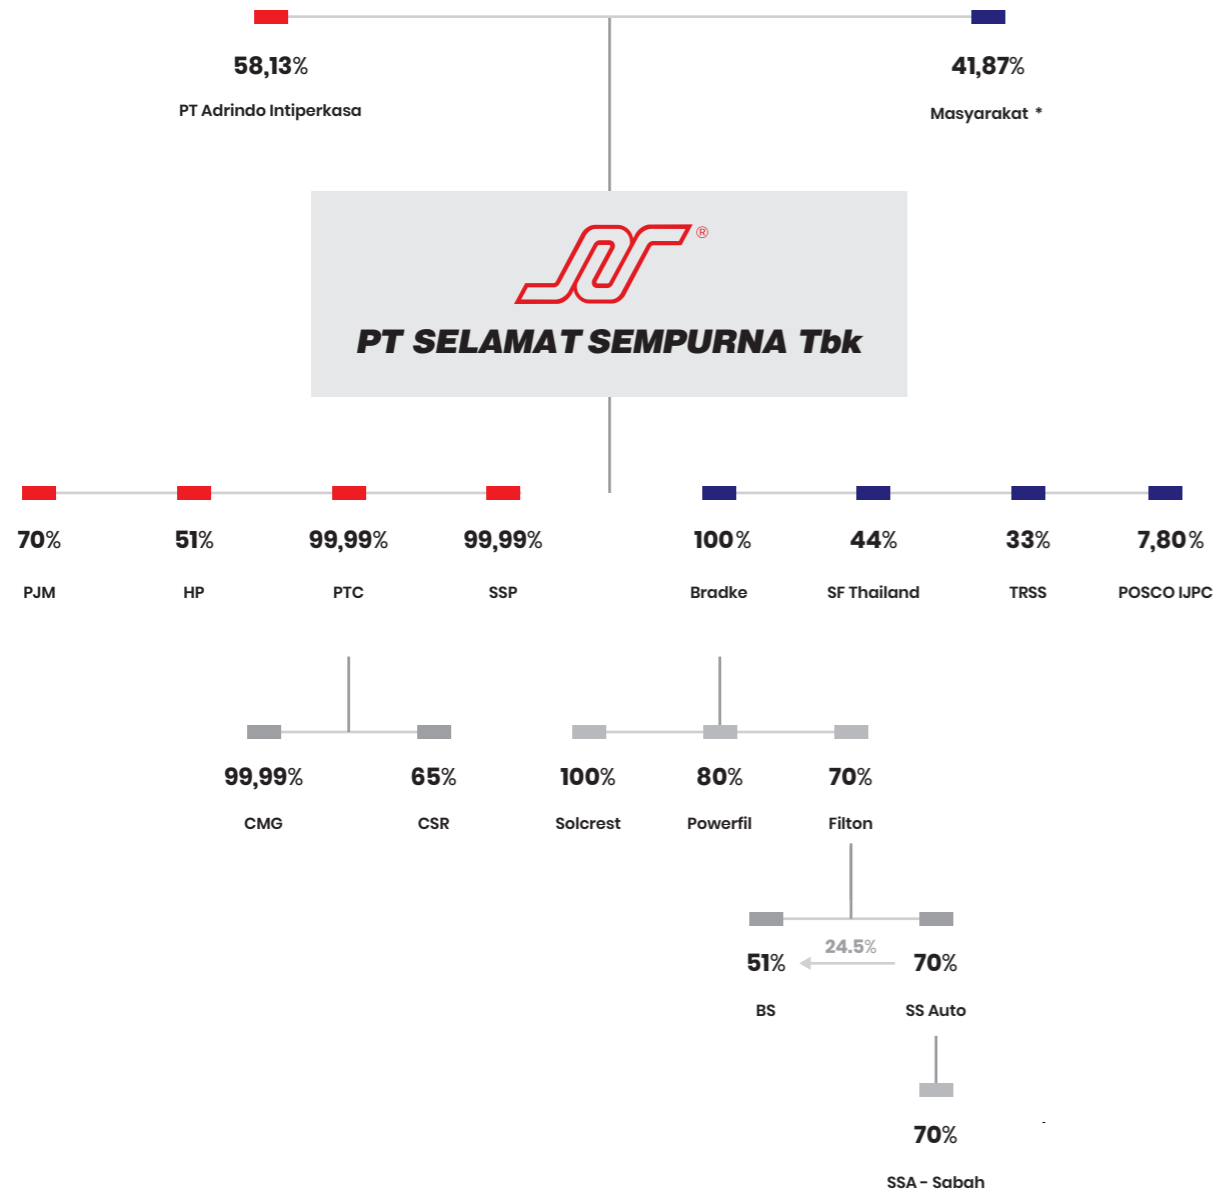 58,13%
41,87%
PT Adrindo Intiperkasa
Masyarakat *
®
PT SELAMAT SEMPURNA Tbk
70%
51%
99,99%
99,99%
100%
44%
33%
7,80%
PJM
HP
PTC
SSP
Bradke
SF Thailand
TRSS
POSCO IJPC
99,99%
65%
100%
80%
70%
CMG
CSR
Solcrest
Powerfil
Filton
24.5%
51%
70%
BS
SS Auto
70%
SSA - Sabah